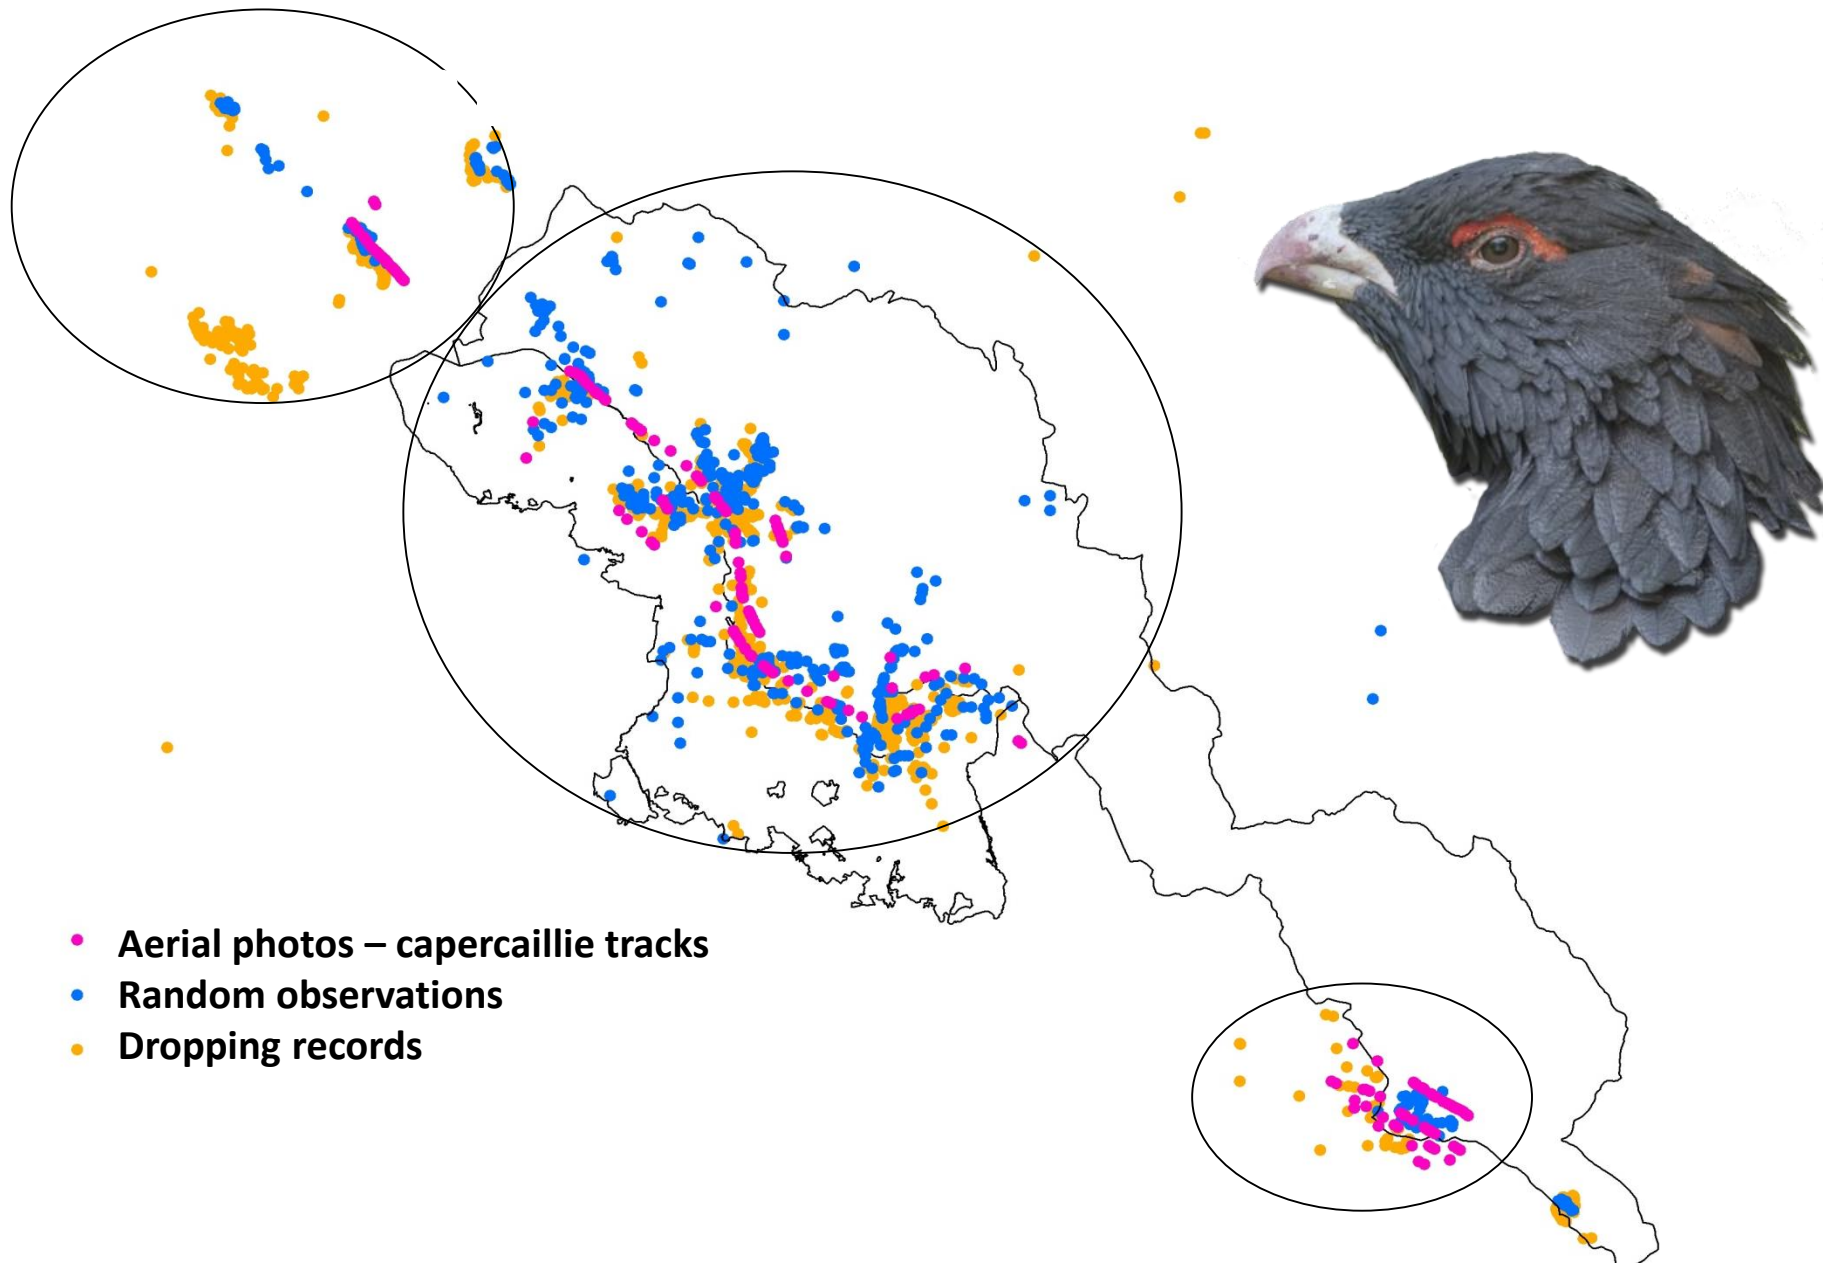 Aerial photos – capercaillie tracks
Random observations
Dropping records